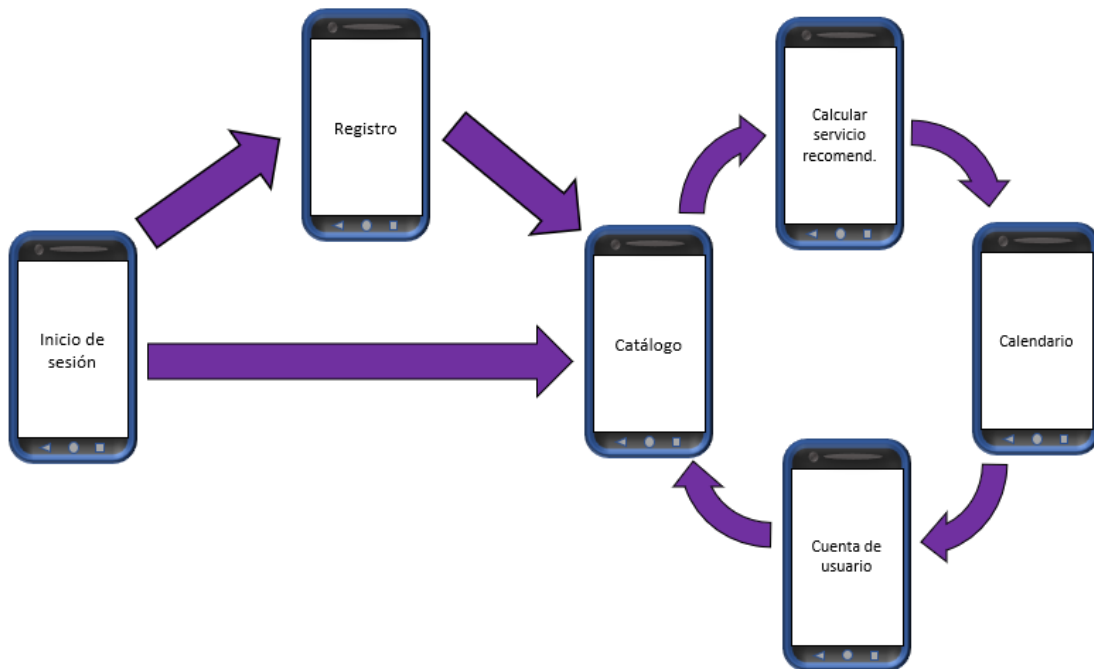 Registro
Calcular
servicio
recomend.
Inicio de
sesión
Catálogo
Calendario
Cuenta de
usuario